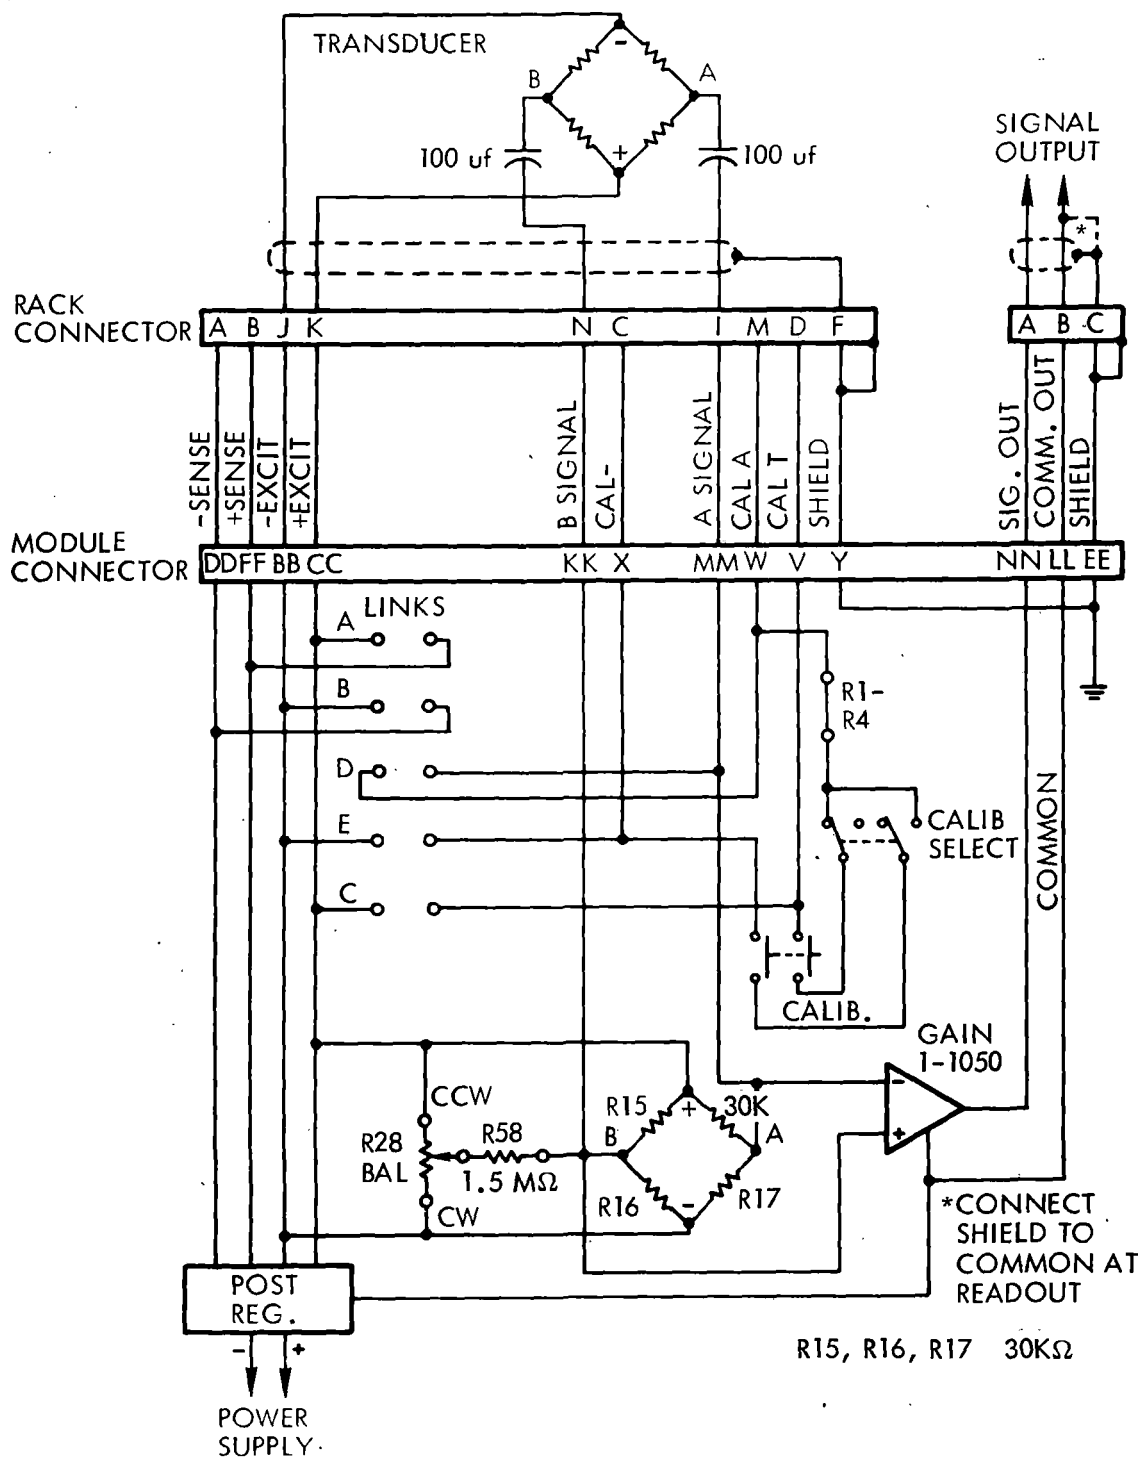 TRANSDUCER
-
B
A
+
100 uf
100 uf
SIGNAL
OUTPUT
*
RACK
CONNECTOR
A B J K N C I M D F
A B C
-SENSE
+SENSE
-EXCIT
+EXCIT
B SIGNAL
CAL-
A SIGNAL
CAL A
CAL T
SHIELD
SIG. OUT
COMM. OUT
SHIELD
MODULE
CONNECTOR
DD FF BB CC KK X MM W V Y NN LL EE
LINKS
A
B
D
E
C
R1-
R4
CALIB
SELECT
COMMON
CALIB.
GAIN
1-1050
CCW
R28
BAL
R58
1.5 MΩ
CW
R15
+
30K
B
A
R16
-
R17
-
+
*CONNECT
SHIELD TO
COMMON AT
READOUT
POST
REG.
- +
POWER
SUPPLY
R15, R16, R17 30KΩ